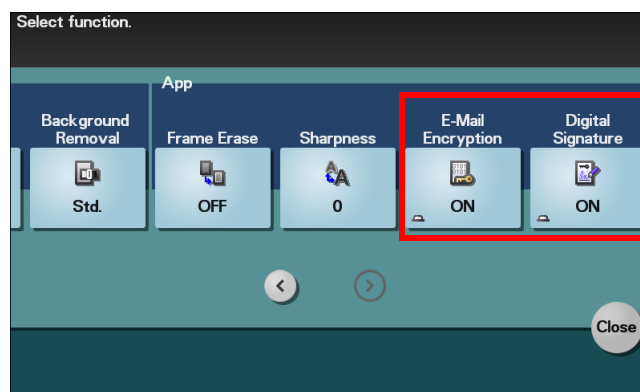 Select function.
App
Background
Removal
Frame Erase
Sharpness
E-Mail
Encryption
Digital
Signature
Std.
OFF
0
ON
ON
Close